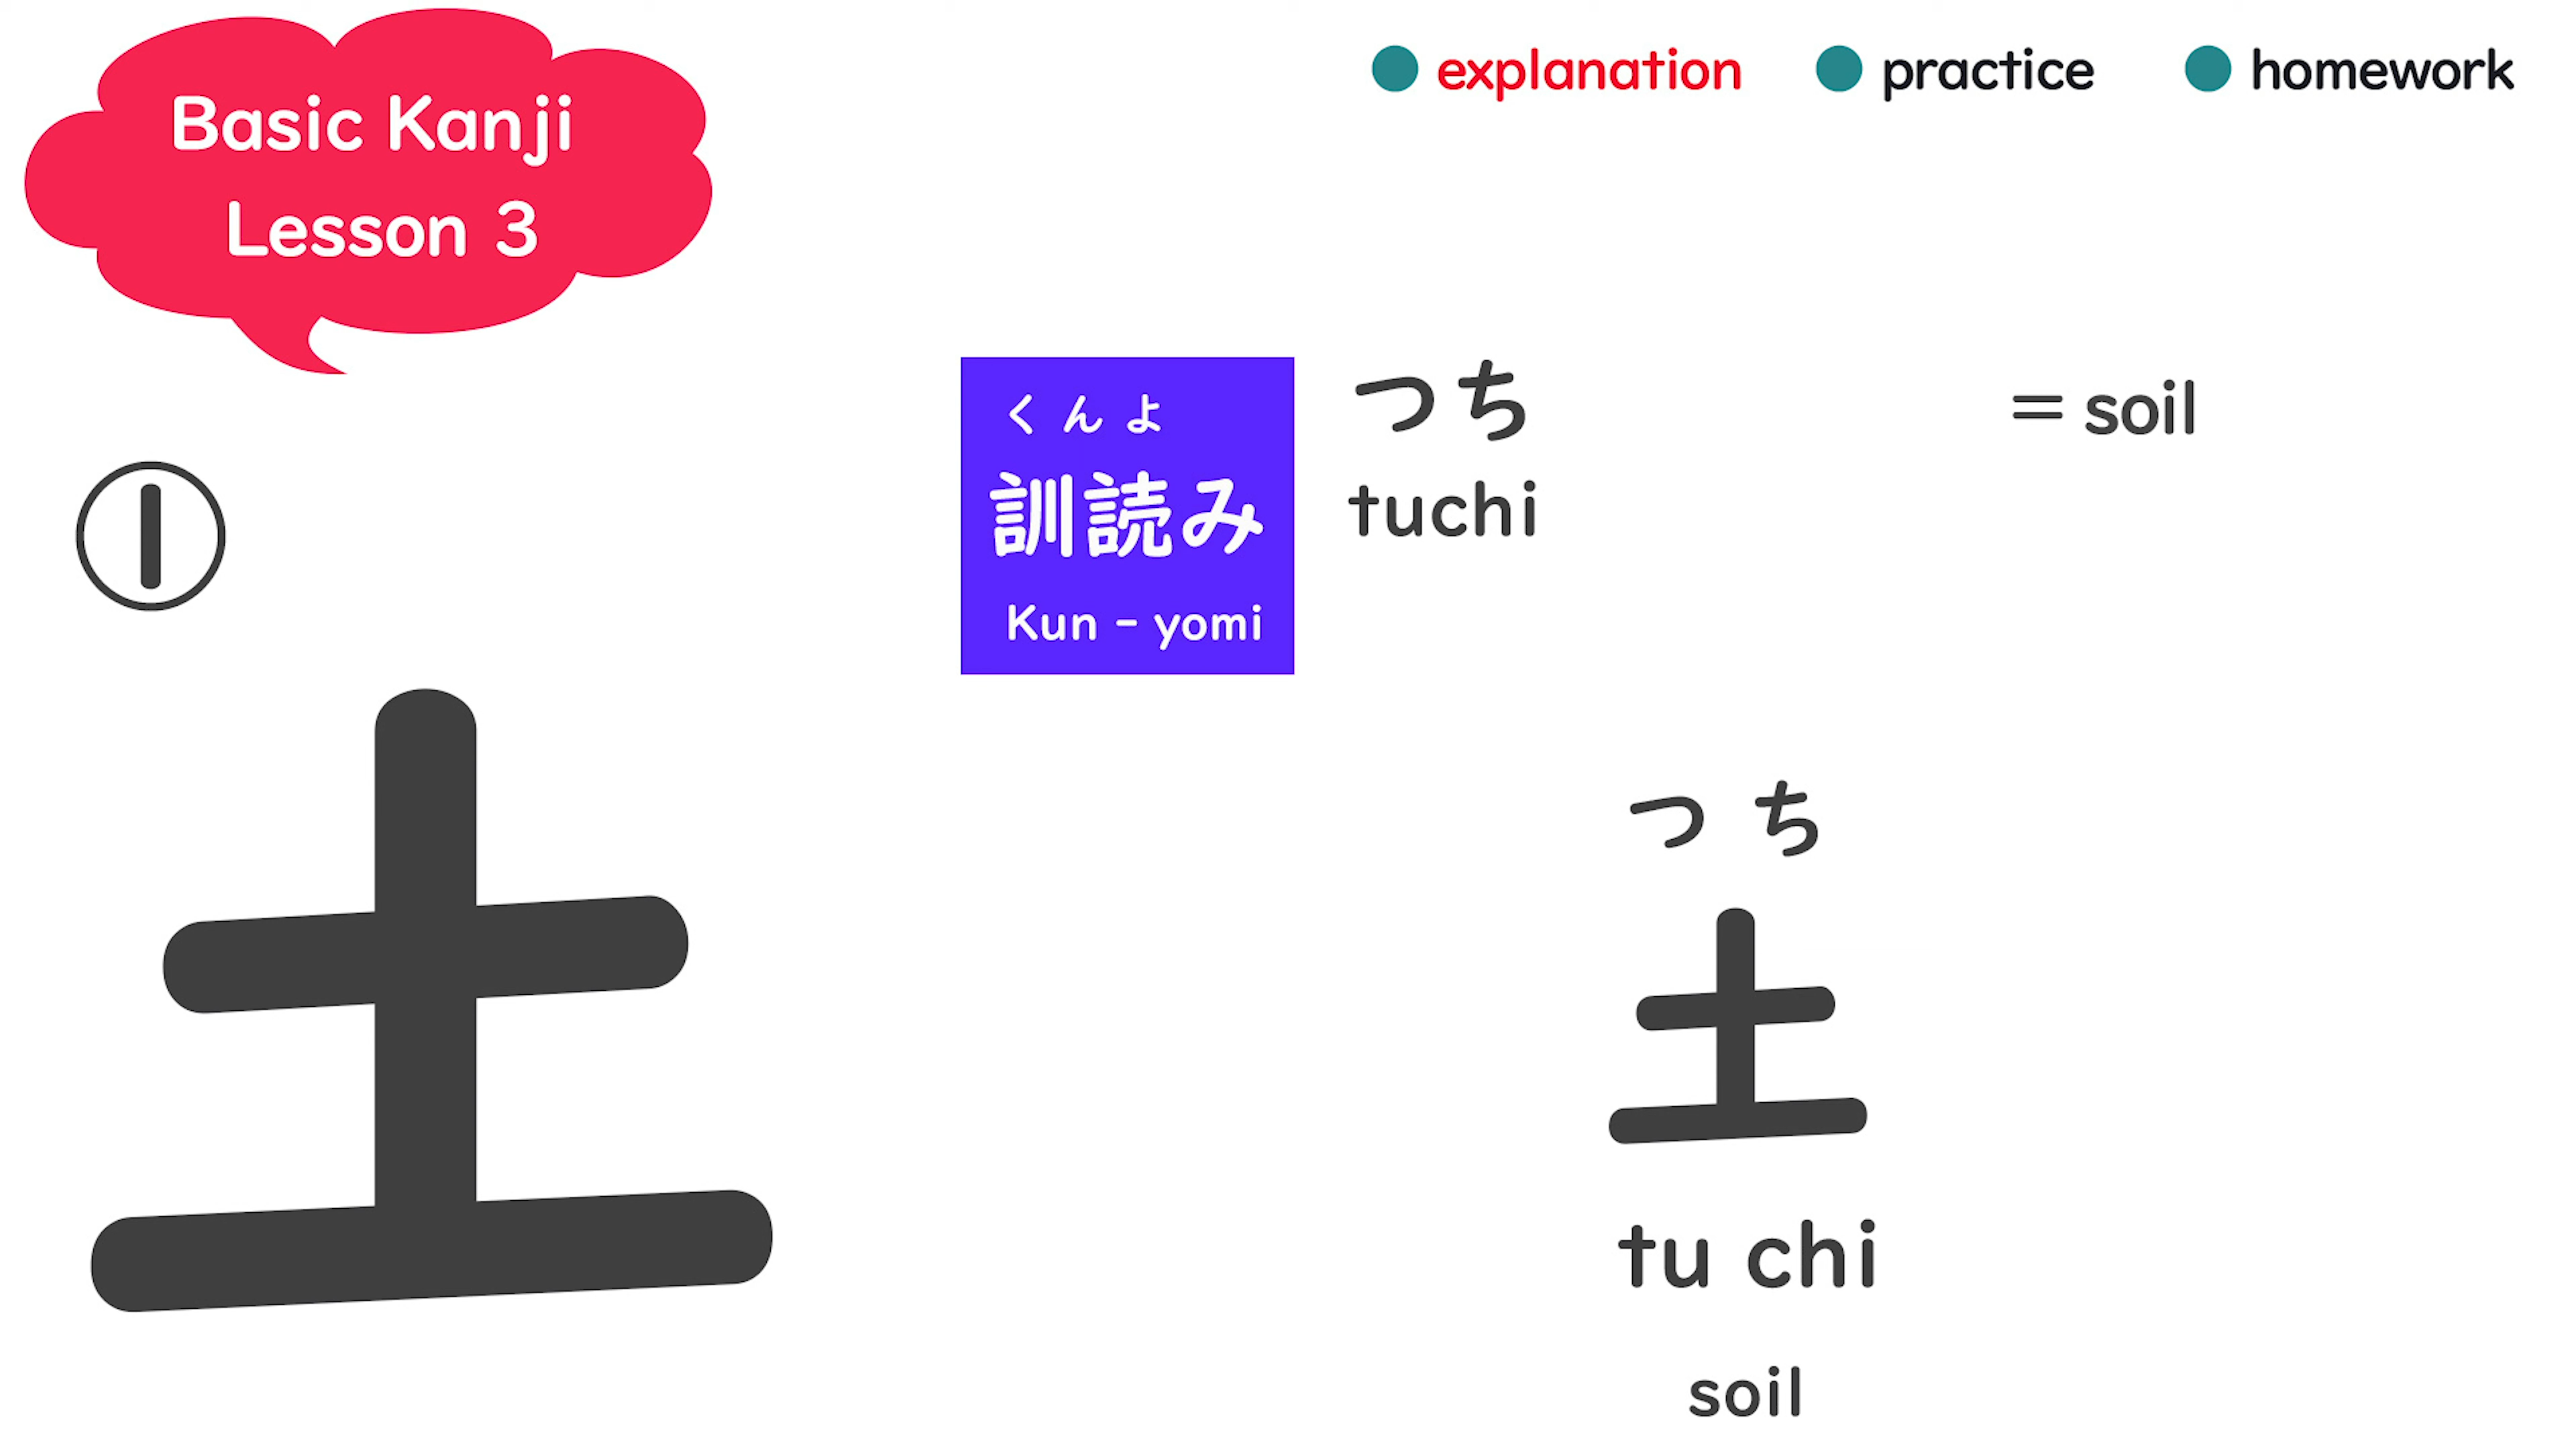 Basic Kanji
Lesson 3
explanation
practice
homework
①
土
くんよ
訓読み
Kun - yomi
つち
tuchi
= soil
つち
土
tu chi
soil